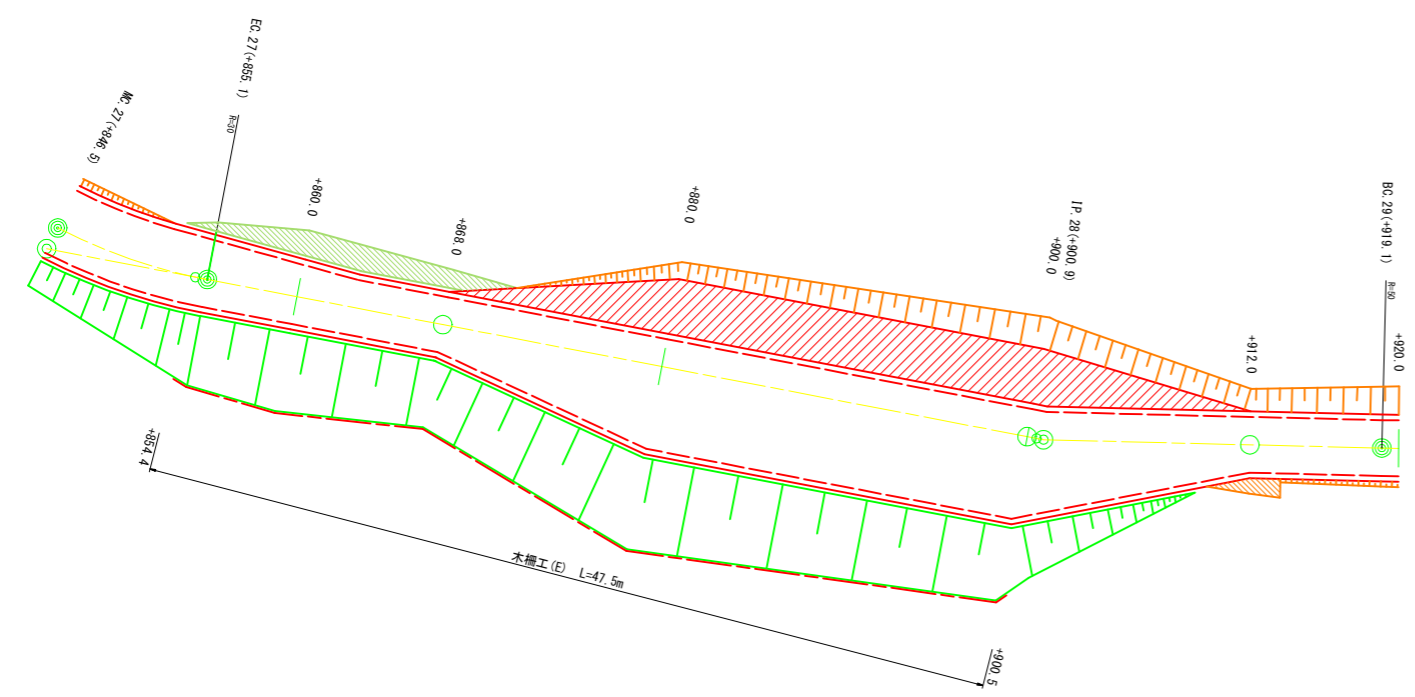 MC. 27(+846.5)
EC. 27(+855.1)
R=30
+860.0
+868.0
+880.0
IP. 28(+900.9)
+900.0
+912.0
BC. 29(+919.1)
R=50
+920.0
+854.4
木柵工(E) L=47.5m
+900.5